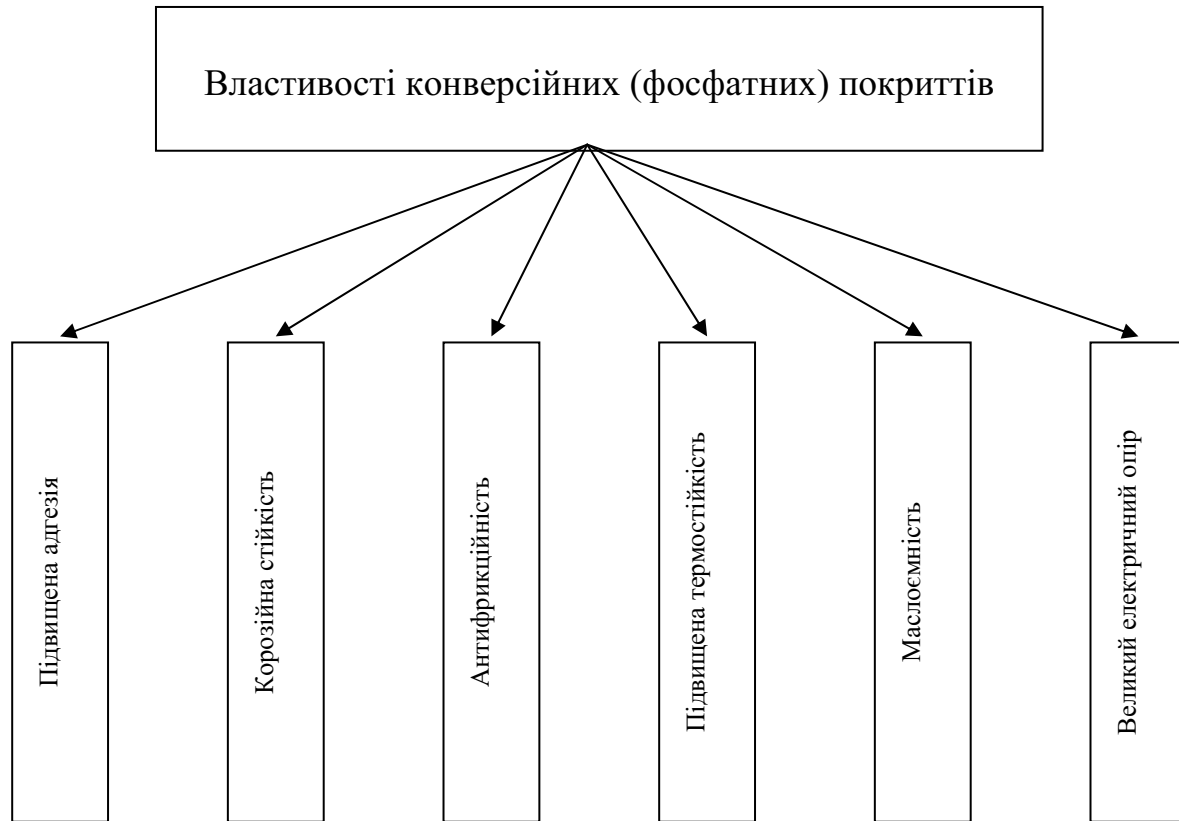 Властивості конверсійних (фосфатних) покриттів
Підвищена адгезія
Корозійна стійкість
Антифрикційність
Підвищена термостійкість
Маслоємність
Великий електричний опір